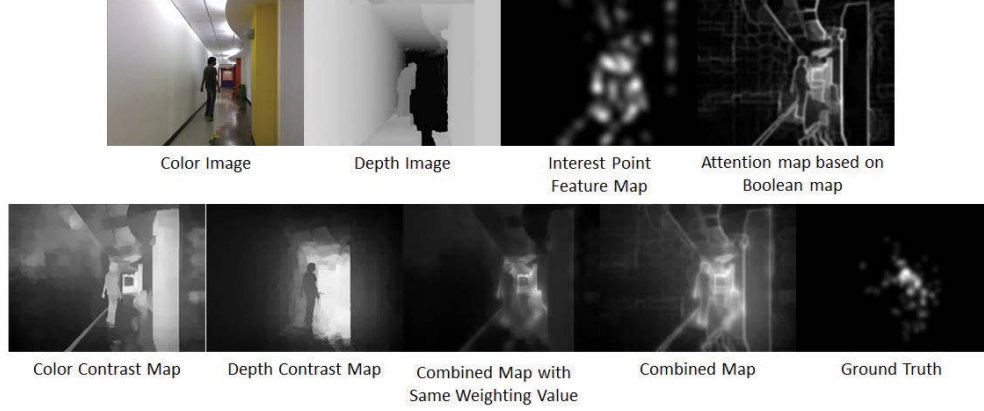 Color Image
Depth Image
Interest Point
Feature Map
Attention map based on
Boolean map
Color Contrast Map
Depth Contrast Map
Combined Map with
Same Weighting Value
Combined Map
Ground Truth